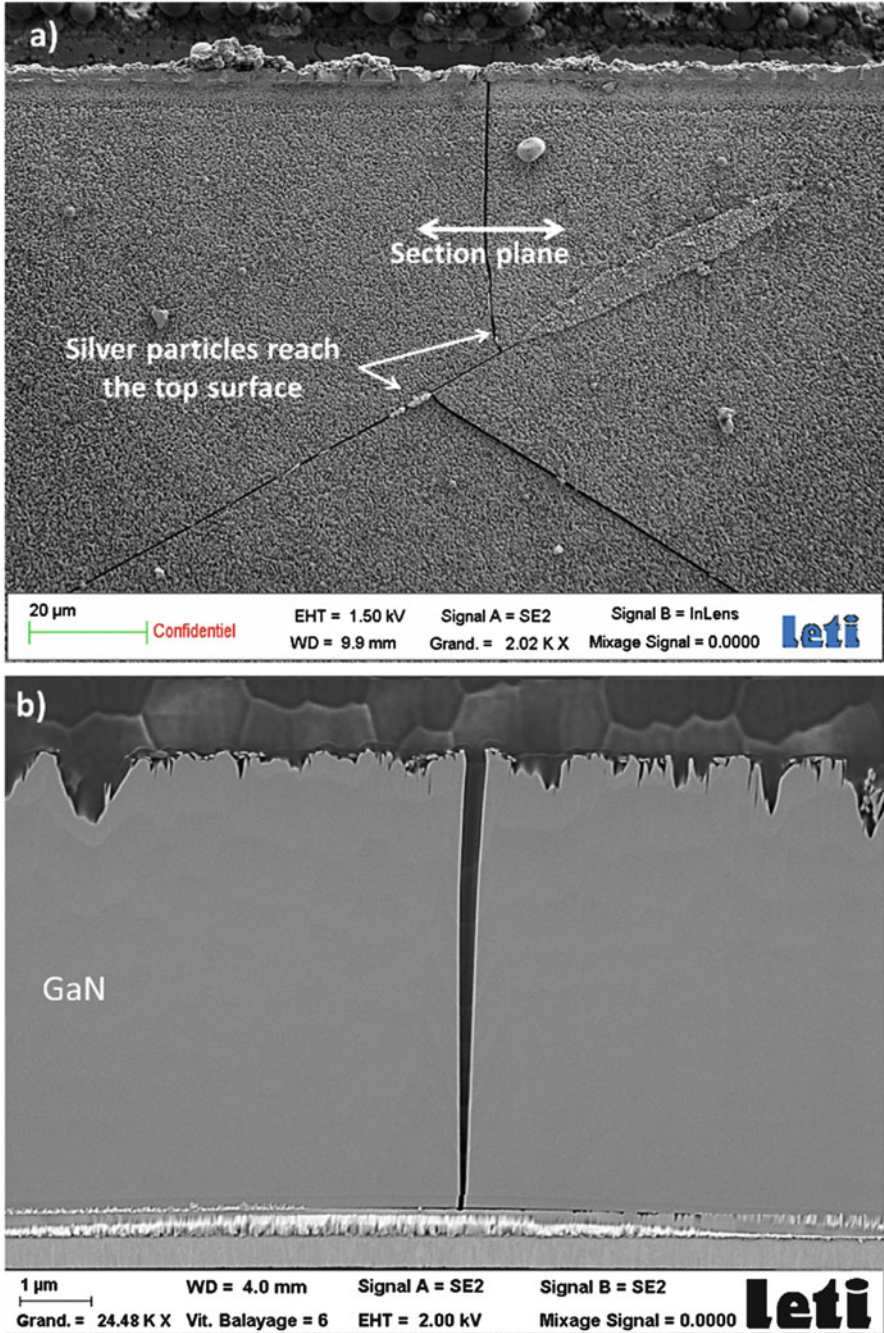 a)
Section plane
Silver particles reach
the top surface
20 µm
Confidentiel
EHT = 1.50 kV
Signal A = SE2
Signal B = InLens
WD = 9.9 mm
Grand. = 2.02 K X
Mixage Signal = 0.0000
leti
b)
GaN
1 µm
WD = 4.0 mm
Signal A = SE2
Signal B = SE2
Grand. = 24.48 K X
Vit. Balayage = 6
EHT = 2.00 kV
Mixage Signal = 0.0000
leti